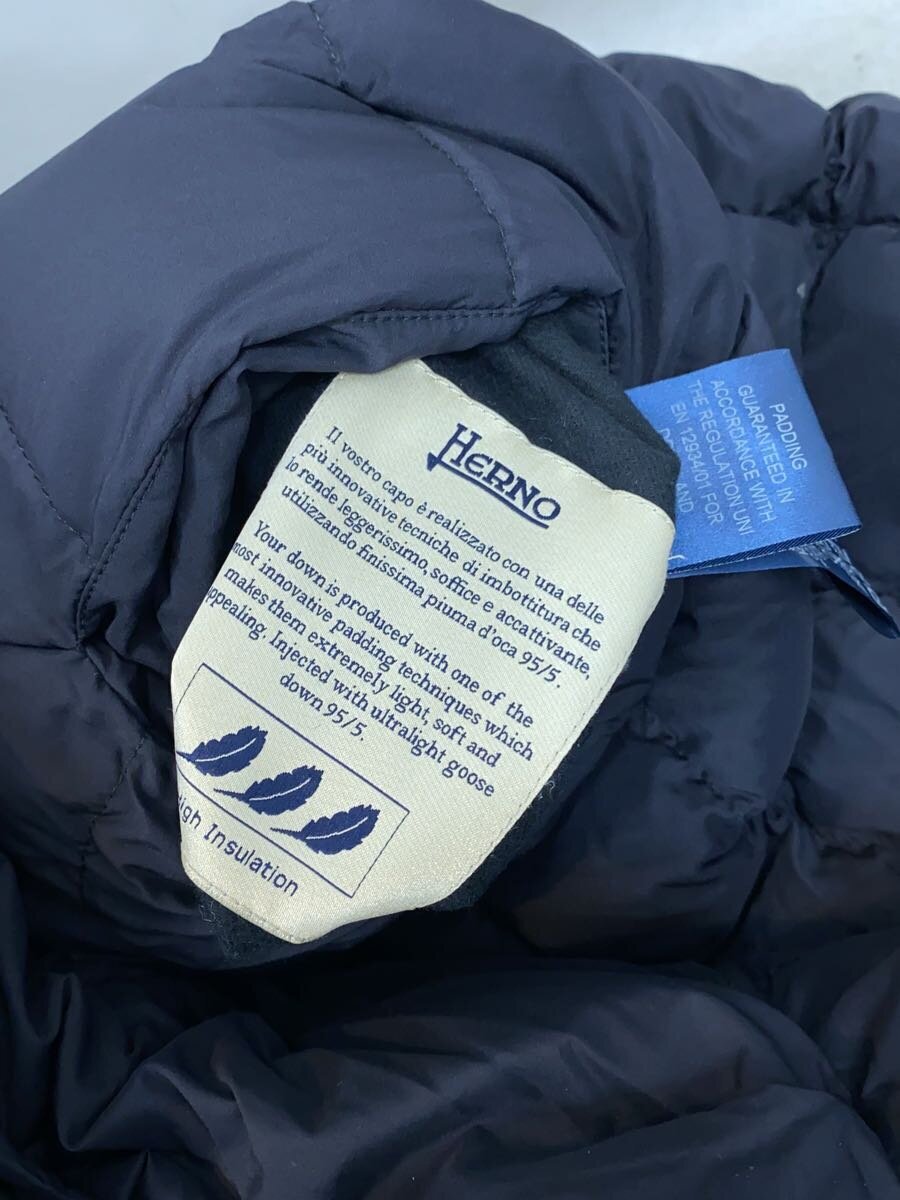 HERNO
Il vostro capo è realizzato con una delle
più innovative tecniche di imbottitura che
lo rende leggerissimo, soffice e accattivante,
utilizzando finissima piuma d'oca 95/5.
Your down is produced with one of the
most innovative padding techniques which
makes them extremely light, soft and
appealing. Injected with ultralight goose
down 95/5.
High Insulation
PADDING
GUARANTEED IN
ACCORDANCE WITH
THE REGULATION UNI
EN 12934/01 FOR
AND